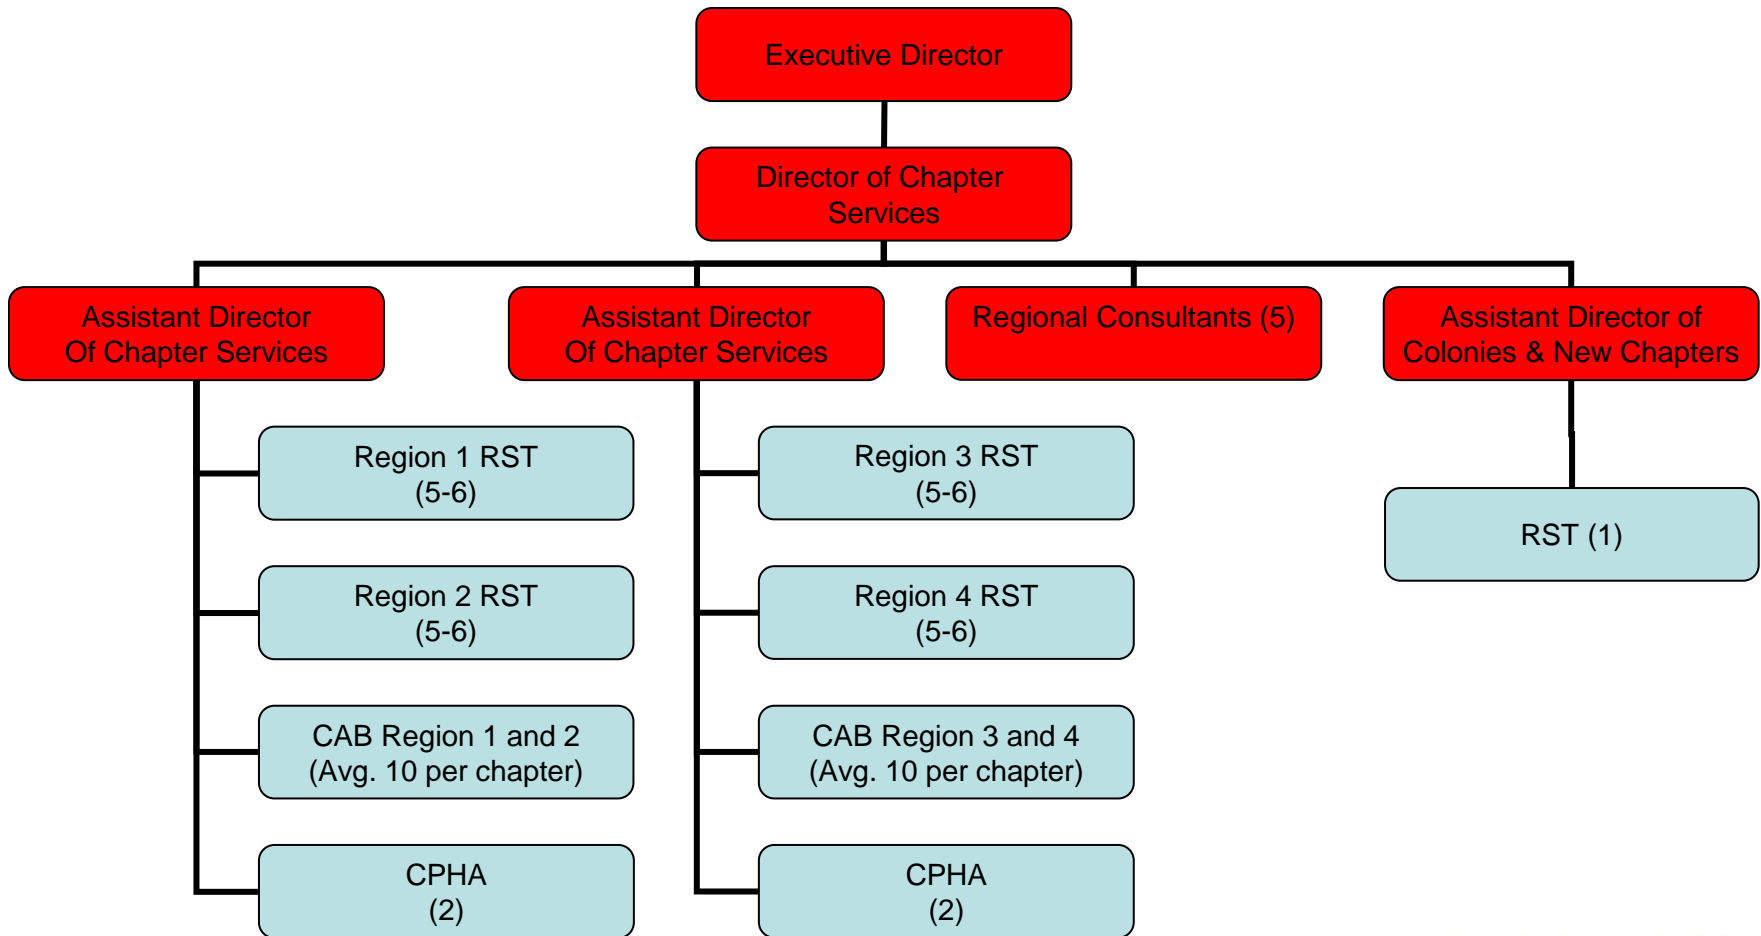 Executive Director
Director of Chapter
Services
Assistant Director
Of Chapter Services
Assistant Director
Of Chapter Services
Regional Consultants (5)
Assistant Director of
Colonies & New Chapters
Region 1 RST
(5-6)
Region 3 RST
(5-6)
RST (1)
Region 2 RST
(5-6)
Region 4 RST
(5-6)
CAB Region 1 and 2
(Avg. 10 per chapter)
CAB Region 3 and 4
(Avg. 10 per chapter)
CPHA
(2)
CPHA
(2)